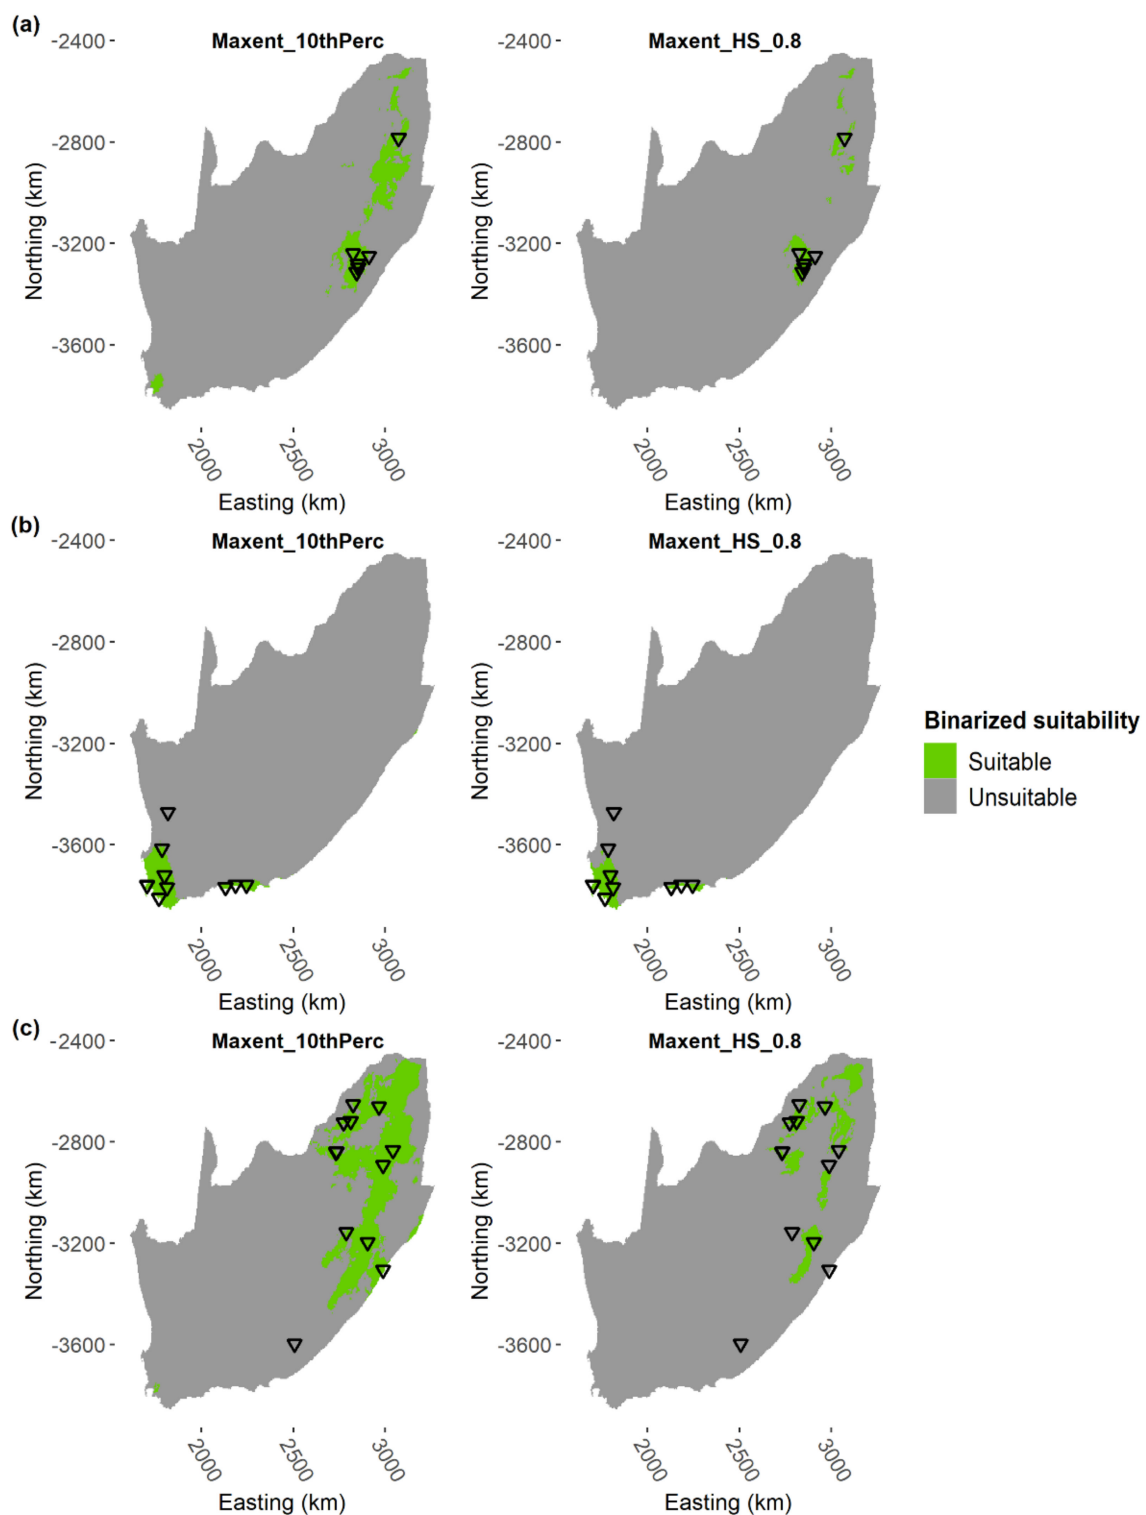 (a)
Maxent_10thPerc
Maxent_HS_0.8
-2400
-2800
-3200
-3600
Northing (km)
2000
2500
3000
Easting (km)
-2400
-2800
-3200
-3600
Northing (km)
2000
2500
3000
Easting (km)
(b)
Maxent_10thPerc
Maxent_HS_0.8
-2400
-2800
-3200
-3600
Northing (km)
2000
2500
3000
Easting (km)
-2400
-2800
-3200
-3600
Northing (km)
2000
2500
3000
Easting (km)
Binarized suitability
Suitable
Unsuitable
(c)
Maxent_10thPerc
Maxent_HS_0.8
-2400
-2800
-3200
-3600
Northing (km)
2000
2500
3000
Easting (km)
-2400
-2800
-3200
-3600
Northing (km)
2000
2500
3000
Easting (km)